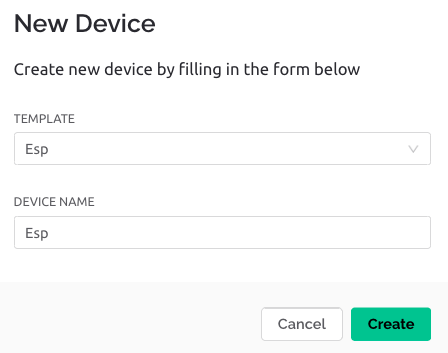 New Device
Create new device by filling in the form below
TEMPLATE
Esp
DEVICE NAME
Esp
Cancel
Create